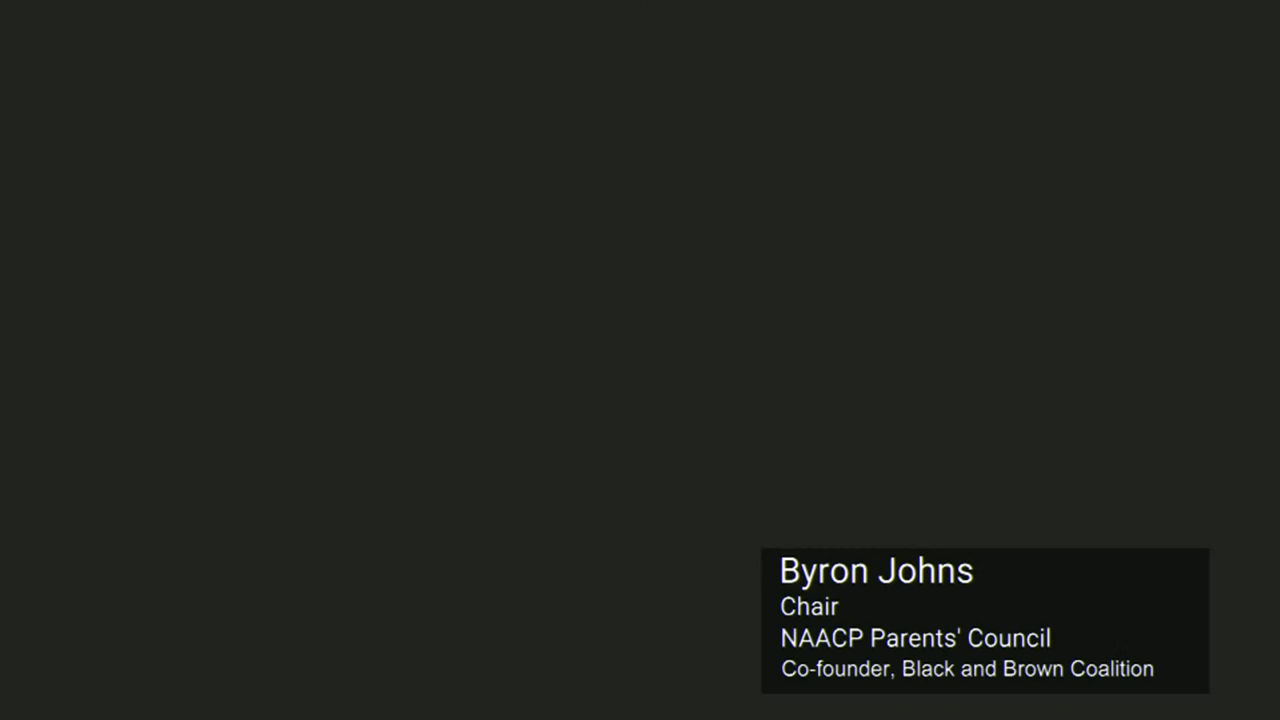 Byron Johns
Chair
NAACP Parents' Council
Co-founder, Black and Brown Coalition